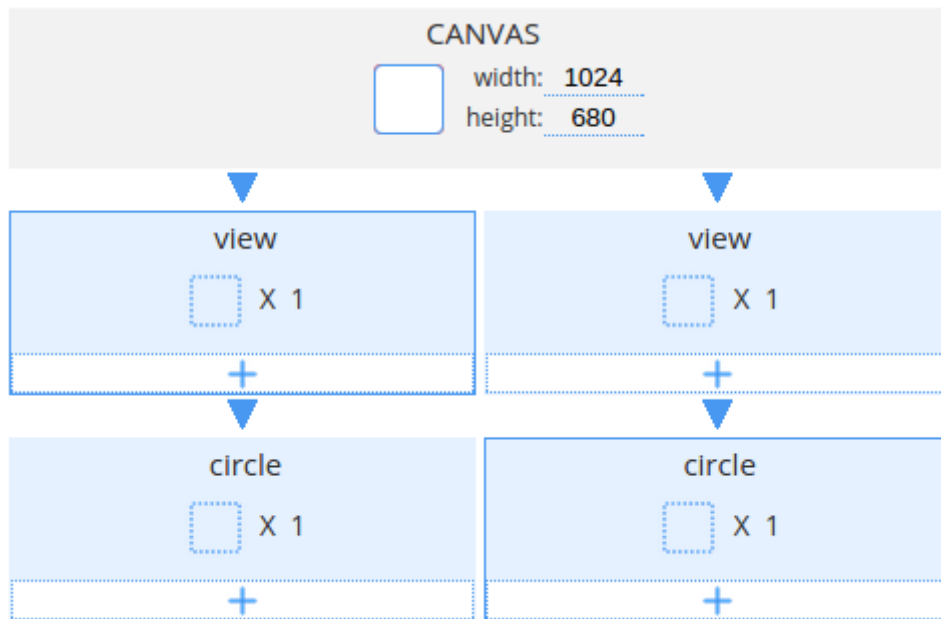 CANVAS
width: 1024
height: 680
view view
X 1 X 1
+ +
circle circle
X 1 X 1
+ +